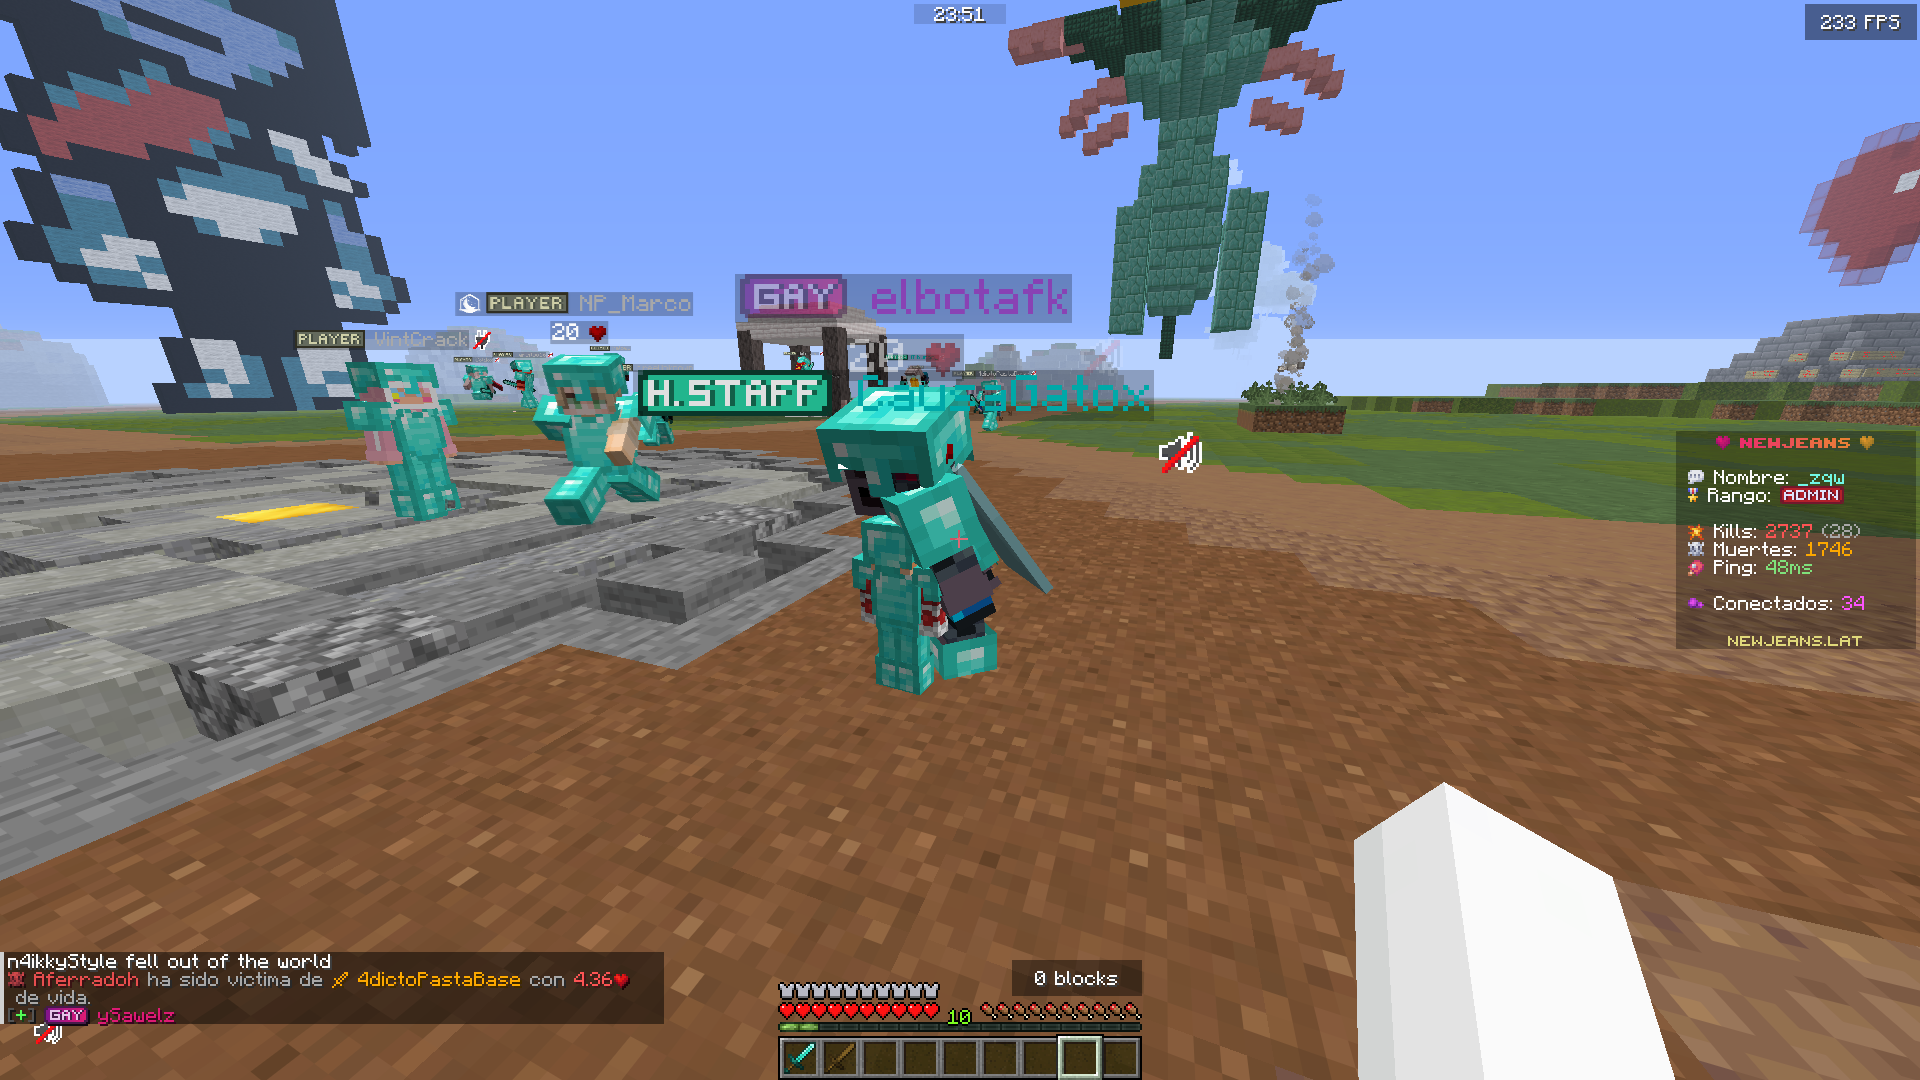 23:51
233 FPS
GAY elbotafk
PLAYER NP_Marco
20
PLAYER VintCrack
H.STAFF
NEWJEANS
Nombre: _zqw
Rango: ADMIN
Kills: 2737 (28)
Muertes: 1746
Ping: 48ms
Conectados: 34
NEWJEANS.LAT
n4ikkyStyle fell out of the world
Aferradoh ha sido victima de 4dictoPastaBase con 4.36
de vida.
[+] GAY ySawelz
0 blocks
10